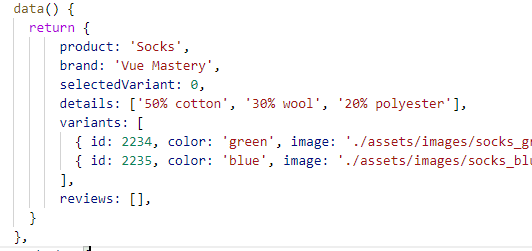 data() {
return {
product: 'Socks',
brand: 'Vue Mastery',
selectedVariant: 0,
details: ['50% cotton', '30% wool', '20% polyester'],
variants: [
{ id: 2234, color: 'green', image: './assets/images/socks_gr
{ id: 2235, color: 'blue', image: './assets/images/socks_blu
],
reviews: [],
}
},